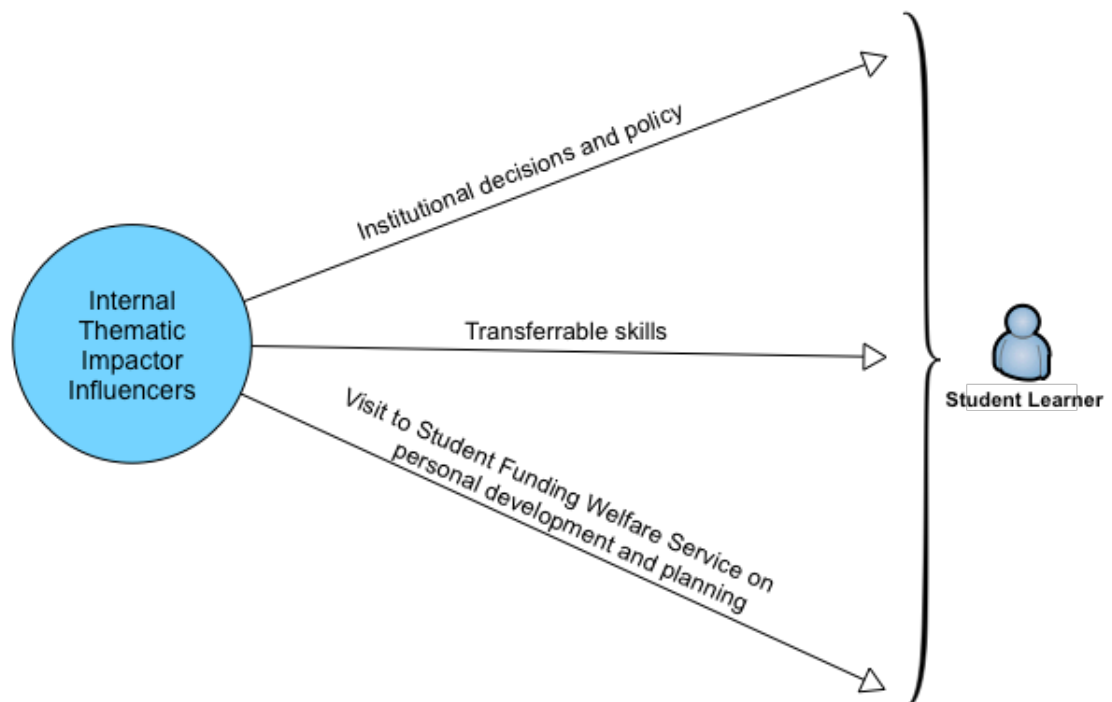 Institutional decisions and policy
Internal
Thematic
Impactor
Influencers
Transferrable skills
Visit to Student Funding Welfare Service on
personal development and planning
Student Learner